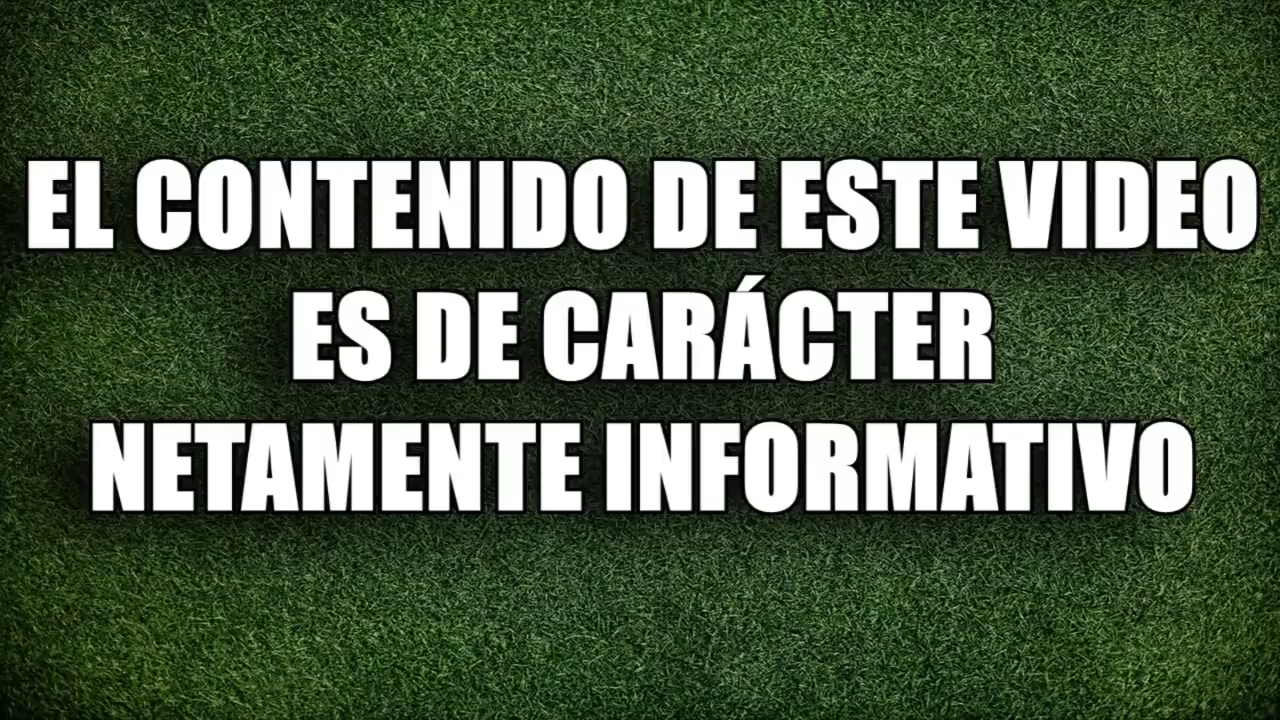 EL CONTENIDO DE ESTE VIDEO
ES DE CARÁCTER
NETAMENTE INFORMATIVO